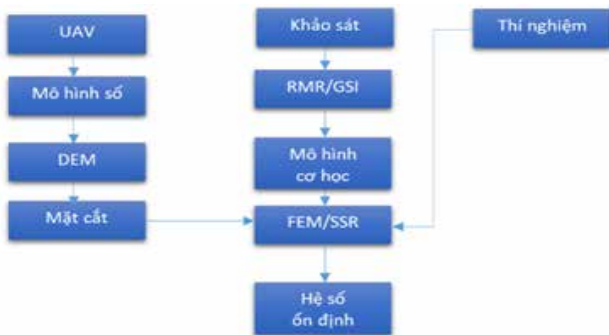 UAV
Mô hình số
DEM
Mặt cắt
Khảo sát
RMR/GSI
Mô hình
cơ học
FEM/SSR
Hệ số
ổn định
Thí nghiệm